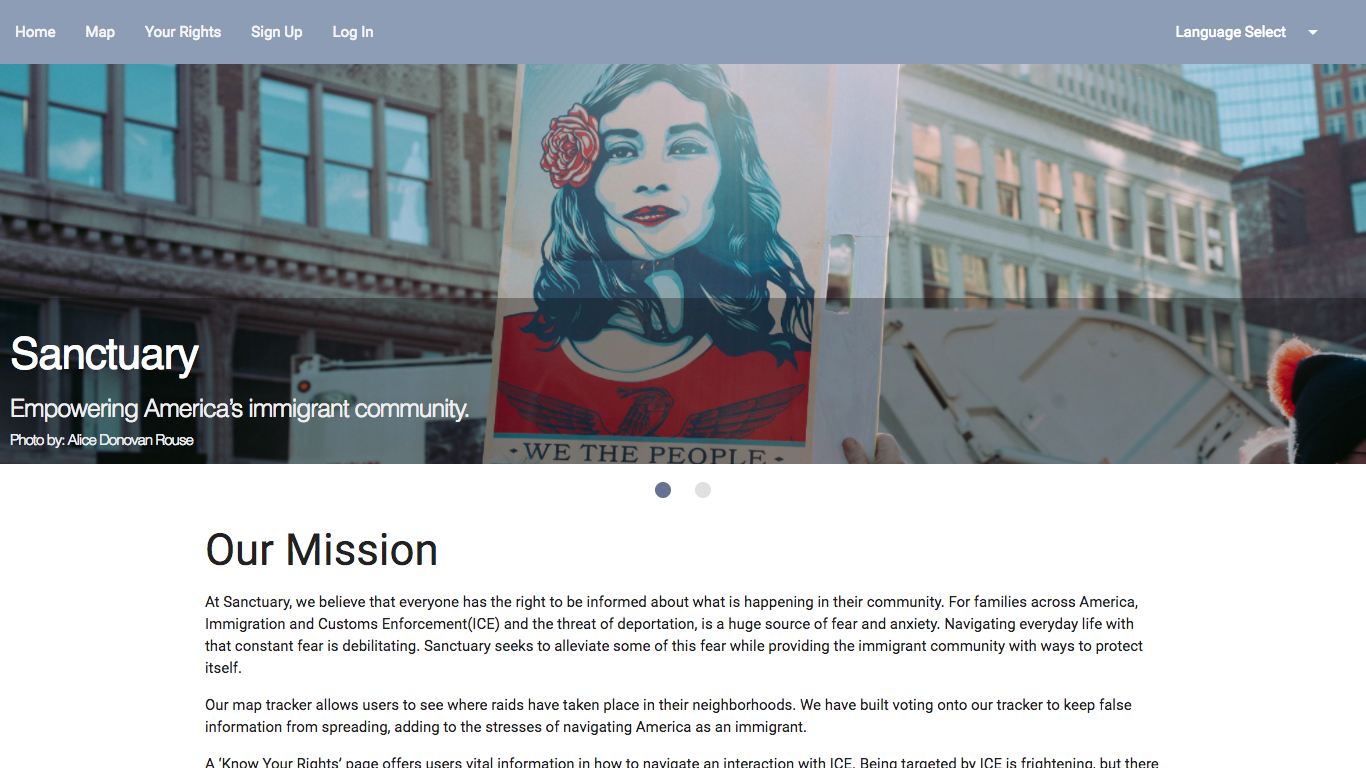 Home Map Your Rights Sign Up Log In Language Select
WE THE PEOPLE
Sanctuary
Empowering America's immigrant community.
Photo by: Alice Donovan Rouse
Our Mission
At Sanctuary, we believe that everyone has the right to be informed about what is happening in their community. For families across America,
Immigration and Customs Enforcement(ICE) and the threat of deportation, is a huge source of fear and anxiety. Navigating everyday life with
that constant fear is debilitating. Sanctuary seeks to alleviate some of this fear while providing the immigrant community with ways to protect
itself.
Our map tracker allows users to see where raids have taken place in their neighborhoods. We have built voting onto our tracker to keep false
information from spreading, adding to the stresses of navigating America as an immigrant.
A 'Know Your Rights' page offers users vital information in how to navigate an interaction with ICE. Being targeted by ICE is frightening, but there